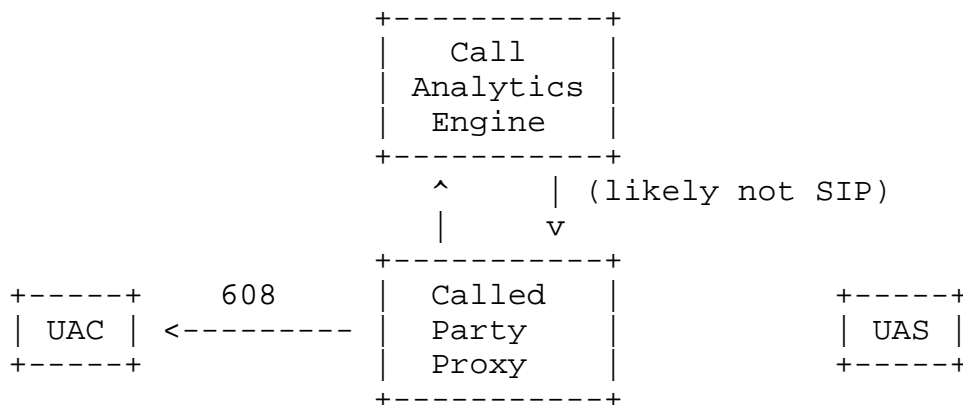 +-----------+
|   Call    |
| Analytics |
|  Engine   |
+-----------+
^     | (likely not SIP)
|     v
+-----------+
+-----+    608     |  Called   |           +-----+
| UAC | <--------- |  Party    |           | UAS |
+-----+            |  Proxy    |           +-----+
+-----------+